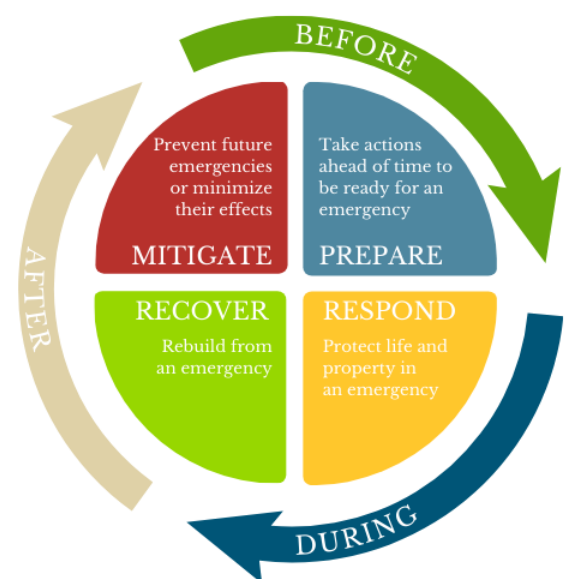 BEFORE
Prevent future
emergencies
or minimize
their effects
MITIGATE
Take actions
ahead of time to
be ready for an
emergency
PREPARE
AFTER
RECOVER
Rebuild from
an emergency
RESPOND
Protect life and
property in
an emergency
DURING